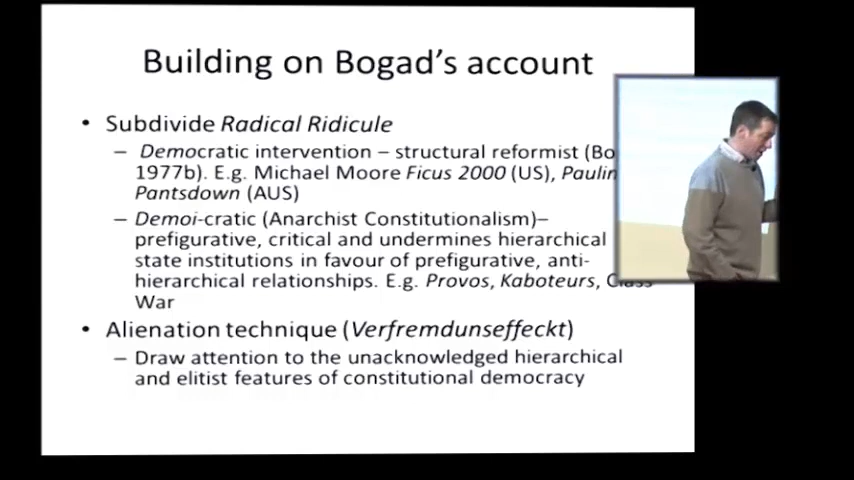 Building on Bogad's account
• Subdivide Radical Ridicule
– Democratic intervention – structural reformist (Bo
1977b). E.g. Michael Moore Ficus 2000 (US), Paulin
Pantsdown (AUS)
– Demoi-cratic (Anarchist Constitutionalism)–
prefigurative, critical and undermines hierarchical
state institutions in favour of prefigurative, anti-
hierarchical relationships. E.g. Provos, Kaboteurs, Class
War
• Alienation technique (Verfremdunseffeckt)
– Draw attention to the unacknowledged hierarchical
and elitist features of constitutional democracy